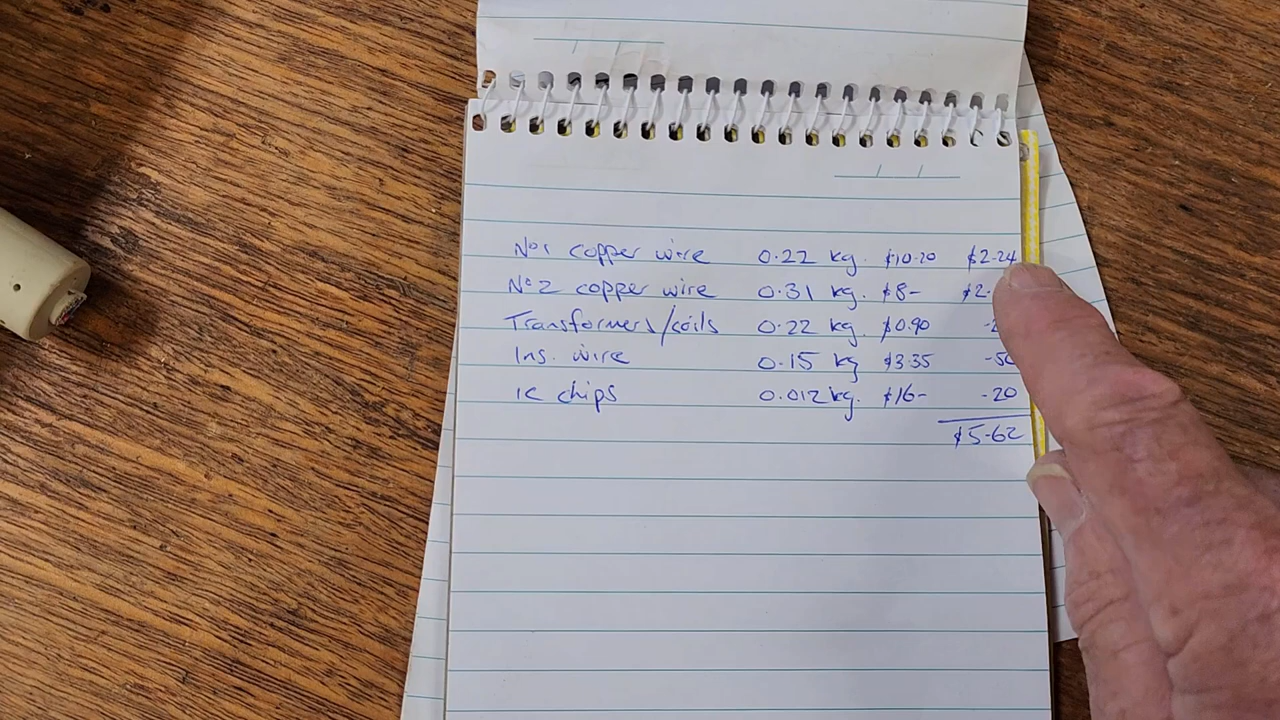 No1 copper wire 0.22 kg. $10-20 $2-24
No2 copper wire 0.31 kg. $8- $2-
Transformers/coils 0.22 kg. $0.90
Ins. wire 0.15 kg $3.35 -50
IC chips 0.012 kg. $16- -20
$5-62